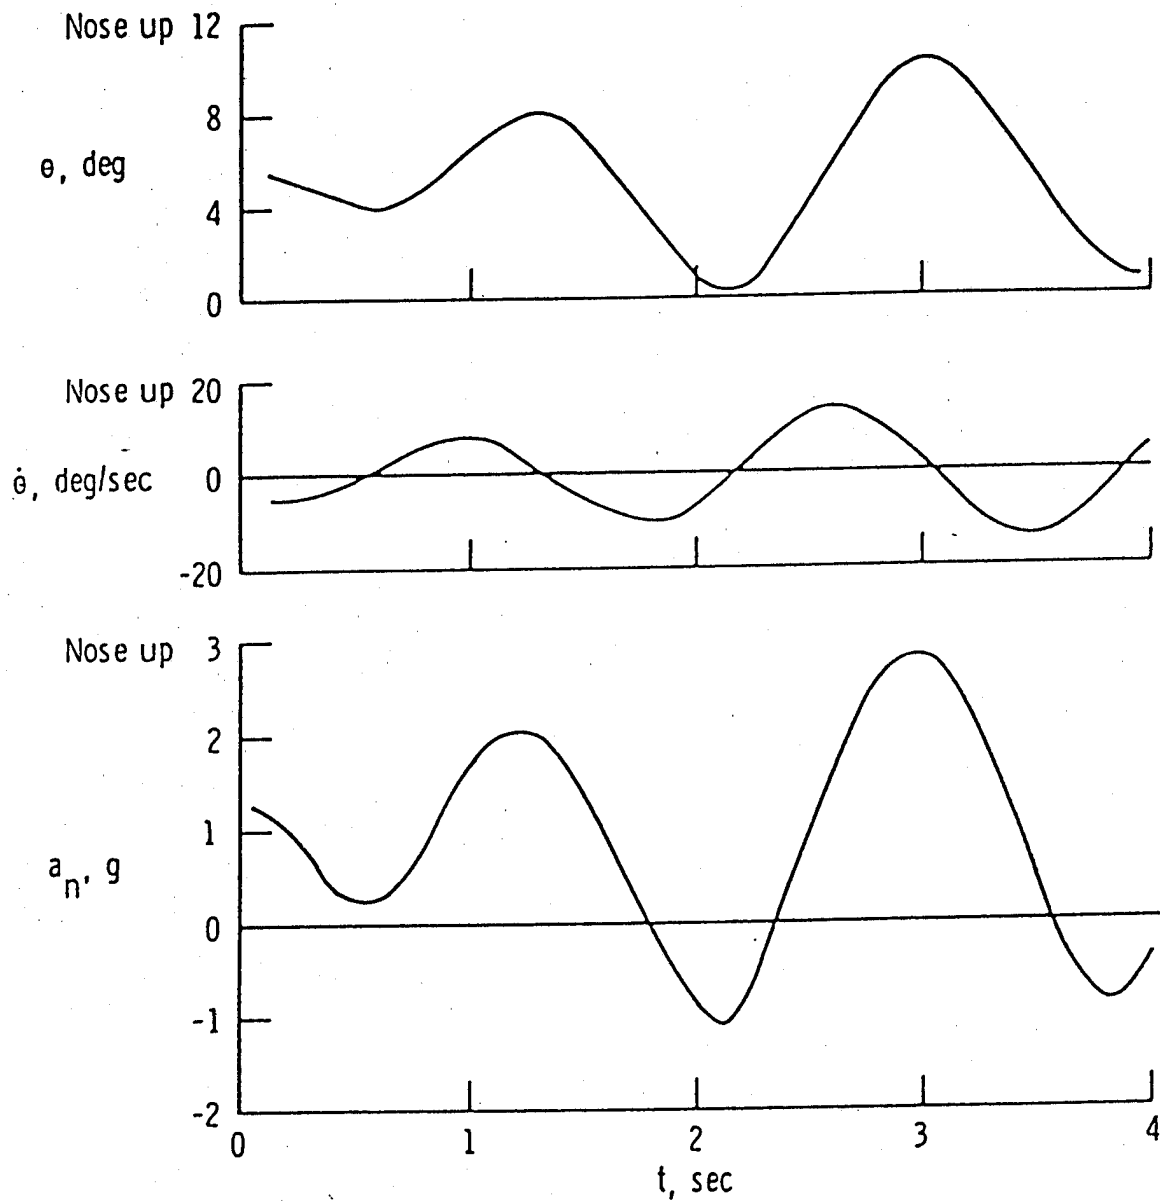 Nose up 12
8
θ, deg
4
0
Nose up 20
θ̇, deg/sec 0
-20
Nose up 3
2
1
aₙ, g
0
-1
-2
0 1 2 3 4
t, sec